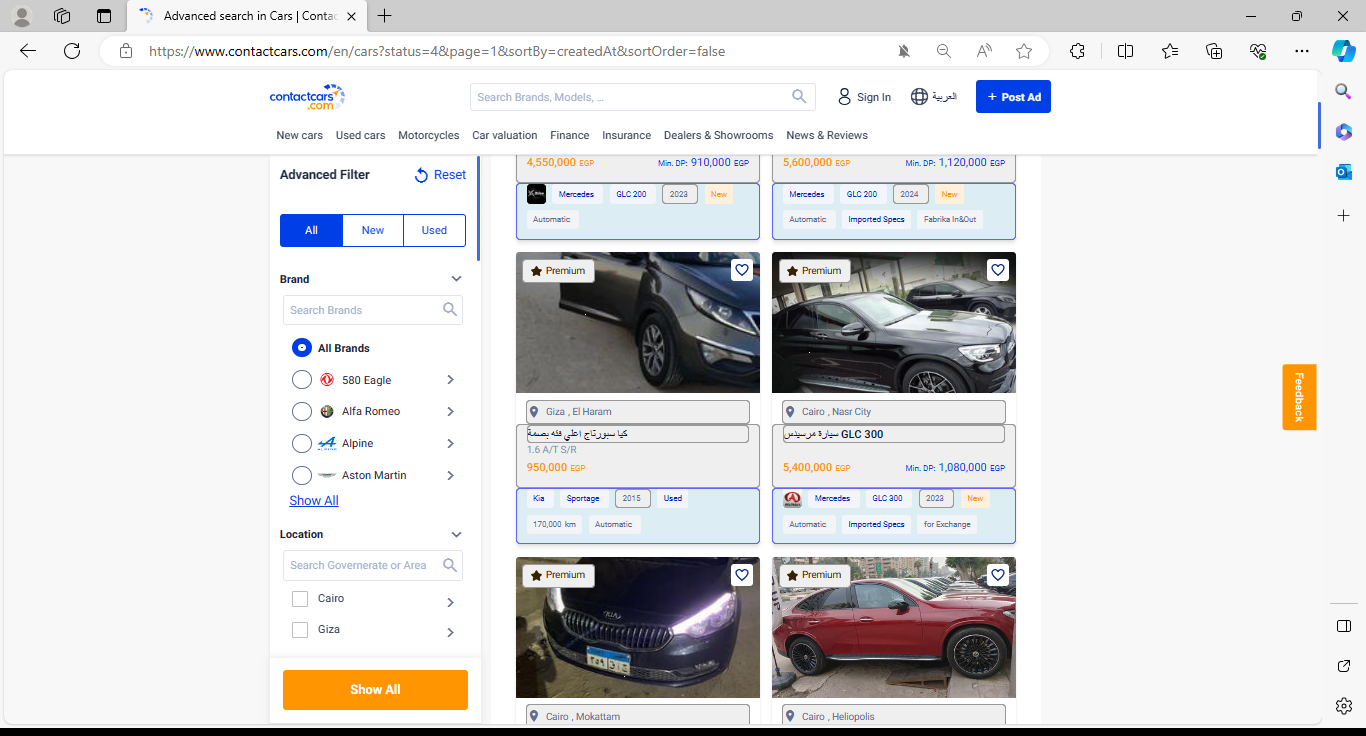 Advanced search in Cars | Contac
https://www.contactcars.com/en/cars?status=4&page=1&sortBy=createdAt&sortOrder=false
contactcars
.com
Search Brands, Models, ...
Sign In
العربية
+ Post Ad
New cars Used cars Motorcycles Car valuation Finance Insurance Dealers & Showrooms News & Reviews
Advanced Filter
Reset
All New Used
Brand
Search Brands
All Brands
580 Eagle
Alfa Romeo
Alpine
Aston Martin
Show All
Location
Search Governerate or Area
Cairo
Giza
Show All
4,550,000 EGP Min. DP: 910,000 EGP
Mercedes GLC 200 2023 New
Automatic
5,600,000 EGP Min. DP: 1,120,000 EGP
Mercedes GLC 200 2024 New
Automatic Imported Specs Fabrika In&Out
Premium
Giza , El Haram
كيا سبورتاج اعلي فئه بصمة
1.6 A/T S/R
950,000 EGP
Kia Sportage 2015 Used
170,000 km Automatic
Premium
Cairo , Nasr City
سيارة مرسيدس GLC 300
5,400,000 EGP Min. DP: 1,080,000 EGP
Mercedes GLC 300 2023 New
Automatic Imported Specs for Exchange
Premium
Cairo , Mokattam
Premium
Cairo , Heliopolis
Feedback